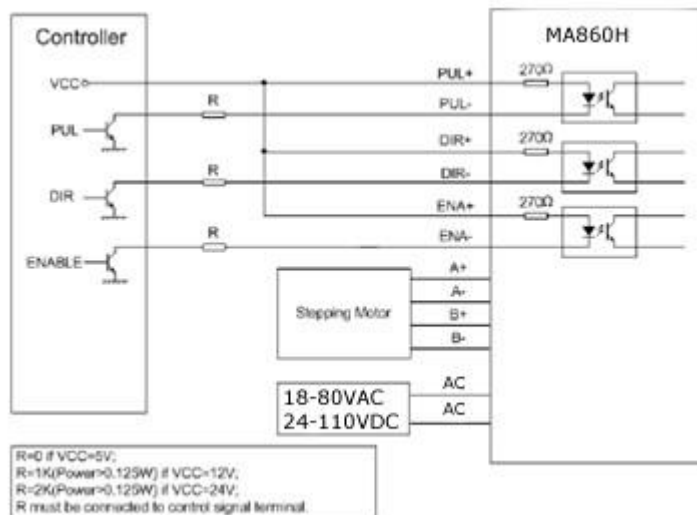 Controller
MA860H
VCC
PUL+
270Ω
R
PUL-
PUL
DIR+
270Ω
R
DIR-
DIR
ENA+
270Ω
R
ENA-
ENABLE
A+
A-
Stepping Motor
B+
B-
18-80VAC
AC
24-110VDC
AC
R=0 if VCC=5V;
R=1K(Power>0.125W) if VCC=12V;
R=2K(Power>0.125W) if VCC=24V;
R must be connected to control signal terminal.